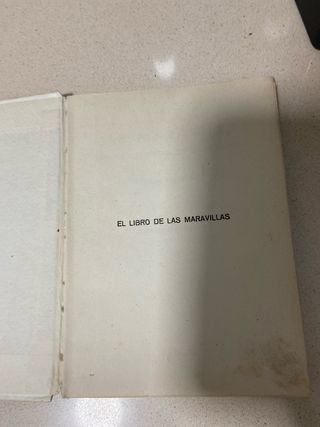 EL LIBRO DE LAS MARAVILLAS